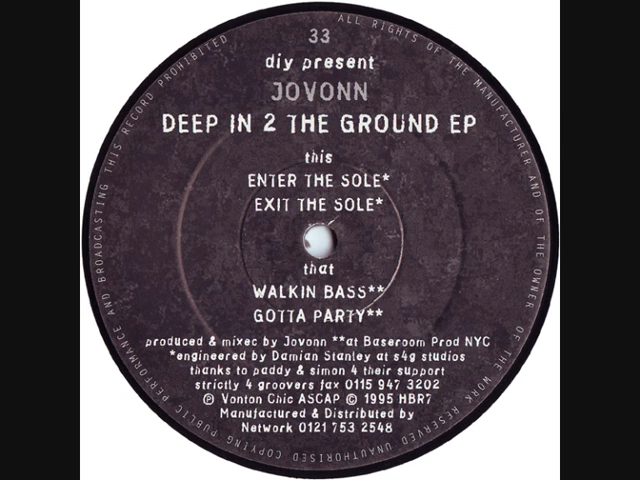 33
diy present
JOVONN
DEEP IN 2 THE GROUND EP
this
ENTER THE SOLE*
EXIT THE SOLE*
that
WALKIN BASS**
GOTTA PARTY**
produced & mixec by Jovonn **at Baseroom Prod NYC
*engineered by Damian Stanley at s4g studios
thanks to paddy & simon 4 their support
strictly 4 groovers fax 0115 947 3202
℗ Vonton Chic ASCAP © 1995 HBR7
Manufactured & Distributed by
Network 0121 753 2548
ALL RIGHTS OF THE MANUFACTURER AND OF THE OWNER OF THE WORK RESERVED UNAUTHORISED COPYING PUBLIC PERFORMANCE AND BROADCASTING THIS RECORD PROHIBITED